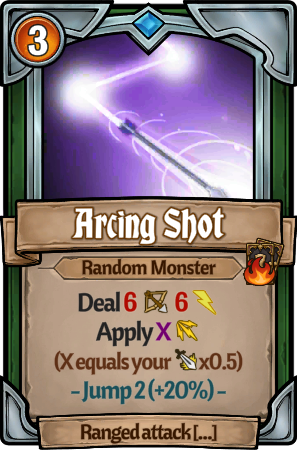 3
Arcing Shot
Random Monster
Deal 6 6
Apply X
(X equals your x0.5)
- Jump 2 (+20%) -
Ranged attack [...]